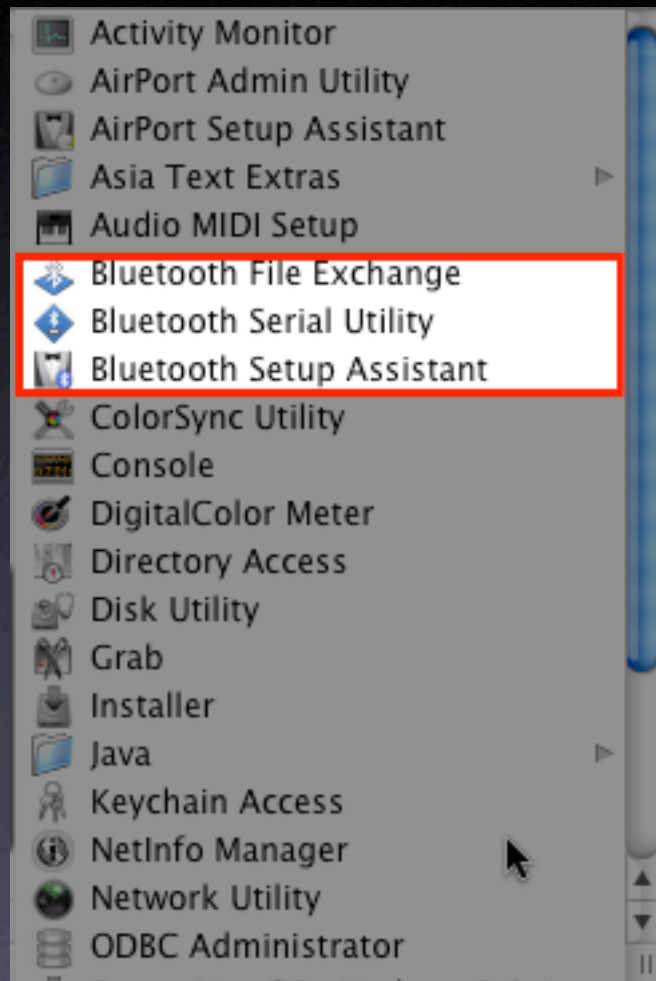 Activity Monitor
AirPort Admin Utility
AirPort Setup Assistant
Asia Text Extras
Audio MIDI Setup
Bluetooth File Exchange
Bluetooth Serial Utility
Bluetooth Setup Assistant
ColorSync Utility
Console
DigitalColor Meter
Directory Access
Disk Utility
Grab
Installer
Java
Keychain Access
NetInfo Manager
Network Utility
ODBC Administrator